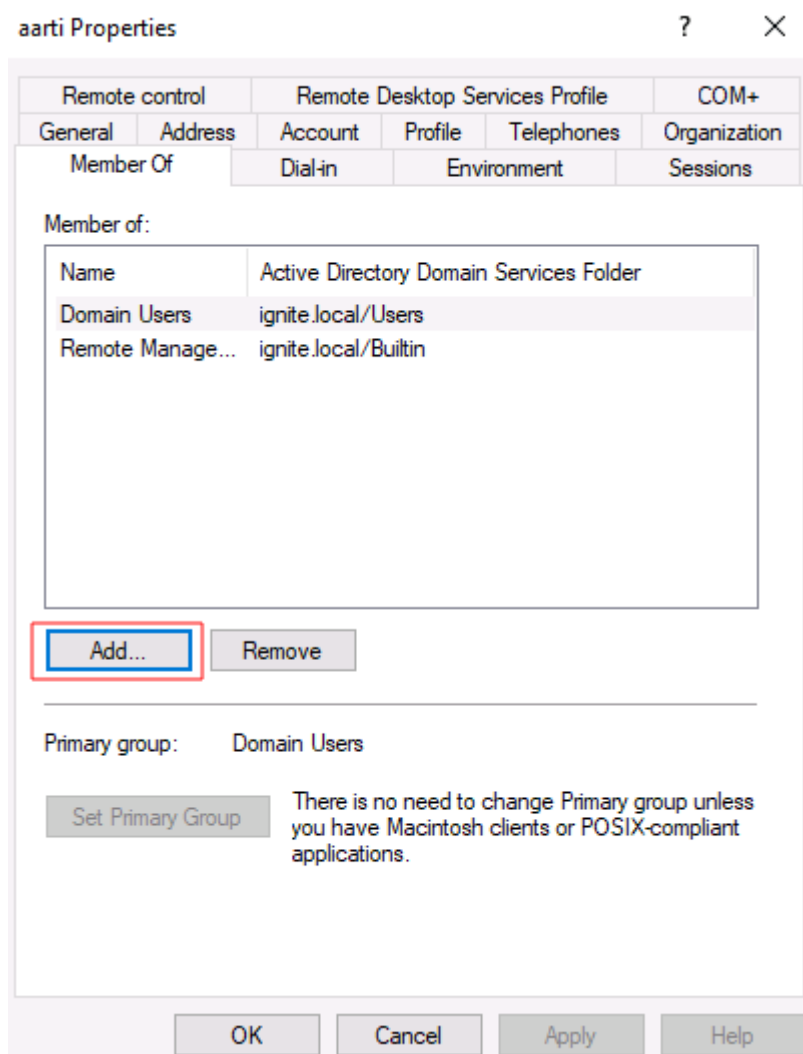 aarti Properties ? ×
Remote control Remote Desktop Services Profile COM+
General Address Account Profile Telephones Organization
Member Of Dial-in Environment Sessions
Member of:
Name Active Directory Domain Services Folder
Domain Users ignite.local/Users
Remote Manage... ignite.local/Builtin
Add... Remove
Primary group: Domain Users
Set Primary Group
There is no need to change Primary group unless
you have Macintosh clients or POSIX-compliant
applications.
OK Cancel Apply Help